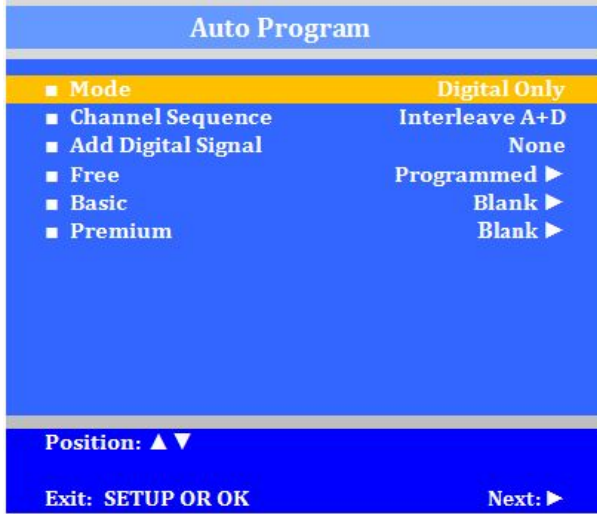 Auto Program
■ Mode Digital Only
■ Channel Sequence Interleave A+D
■ Add Digital Signal None
■ Free Programmed ►
■ Basic Blank ►
■ Premium Blank ►
Position: ▲▼
Exit: SETUP OR OK Next: ►